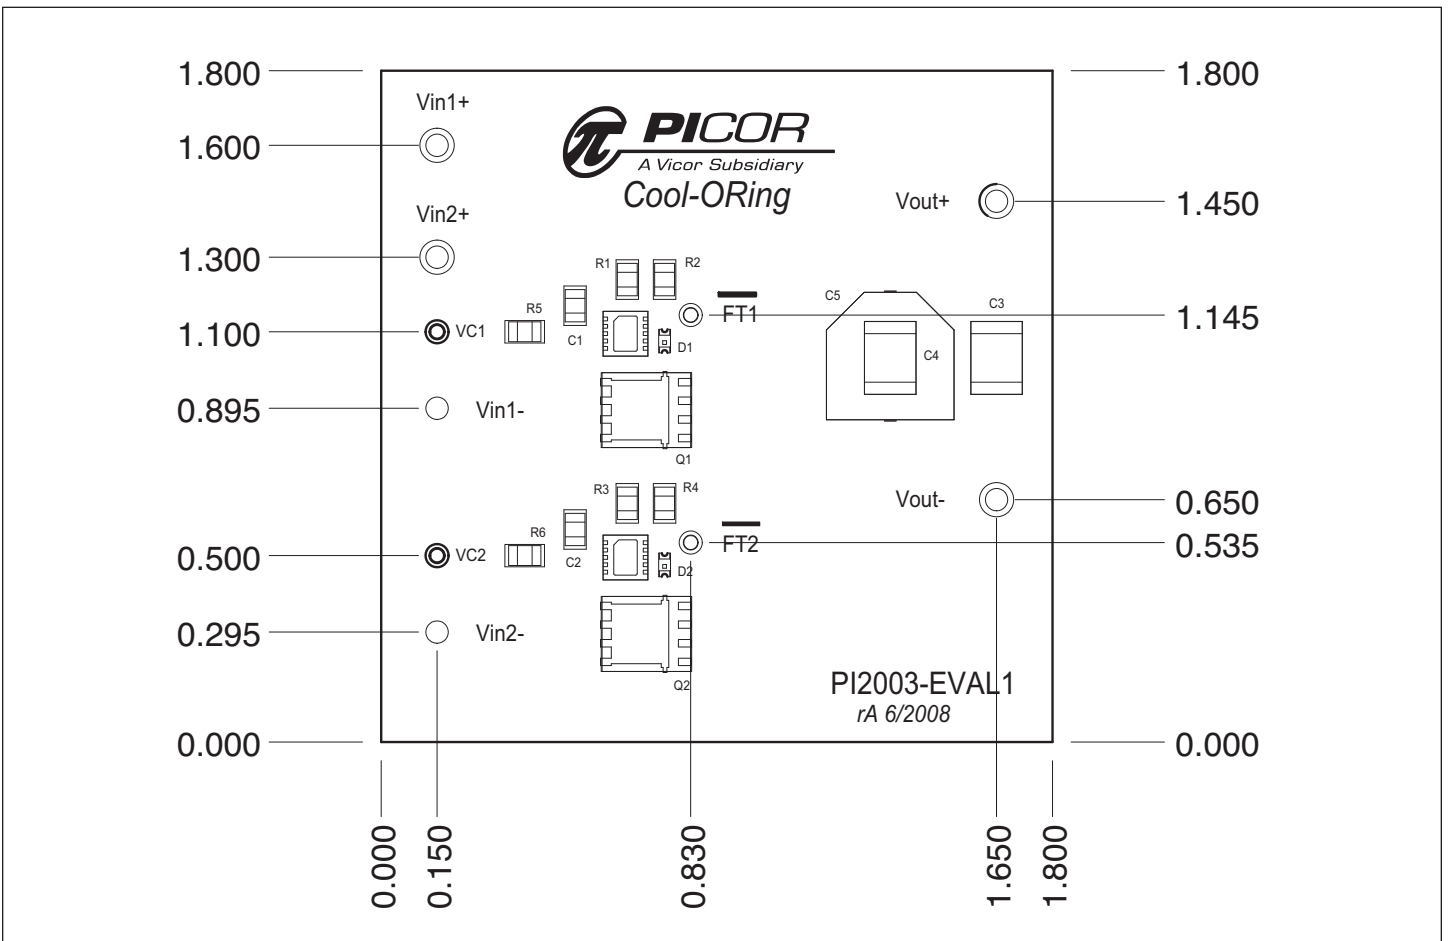 1.800
1.800
Vin1+
PICOR
1.600
A Vicor Subsidiary
Cool-ORing
Vout+
1.450
Vin2+
1.300
R1
R2
C5
C3
R5
FT1
1.145
1.100
VC1
C1
D1
C4
0.895
Vin1-
Q1
R3
R4
Vout-
0.650
R6
FT2
0.535
0.500
VC2
C2
D2
0.295
Vin2-
Q2
PI2003-EVAL1
rA 6/2008
0.000
0.000
0.000
0.150
0.830
1.650
1.800